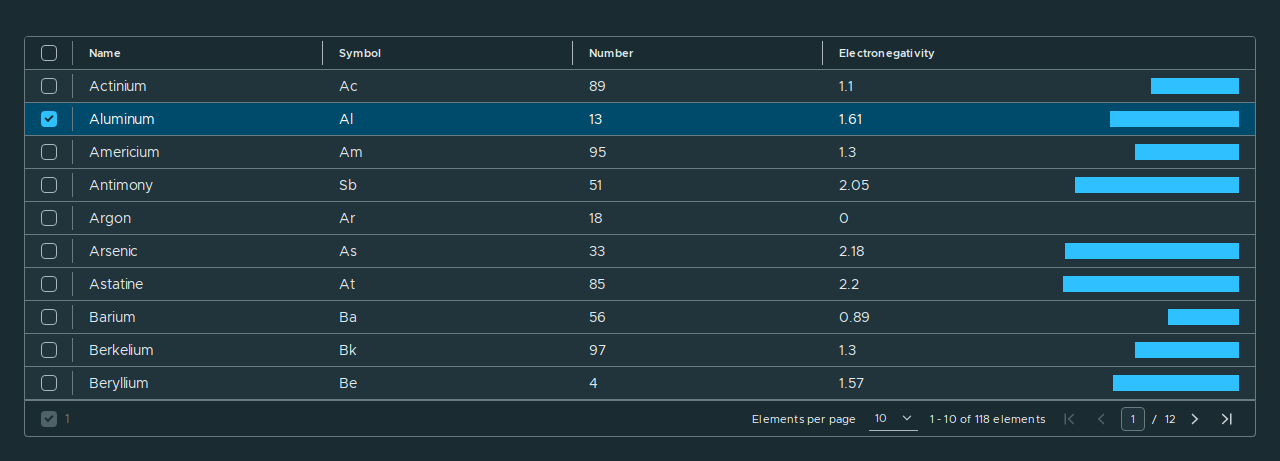 Name Symbol Number Electronegativity
Actinium Ac 89 1.1
Aluminum Al 13 1.61
Americium Am 95 1.3
Antimony Sb 51 2.05
Argon Ar 18 0
Arsenic As 33 2.18
Astatine At 85 2.2
Barium Ba 56 0.89
Berkelium Bk 97 1.3
Beryllium Be 4 1.57
1 Elements per page 10 1 - 10 of 118 elements 1 / 12